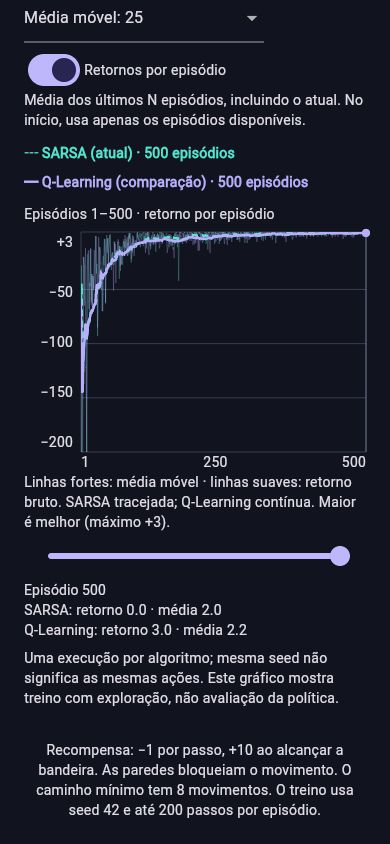 Média móvel: 25
Retornos por episódio
Média dos últimos N episódios, incluindo o atual. No
início, usa apenas os episódios disponíveis.
--- SARSA (atual) · 500 episódios
— Q-Learning (comparação) · 500 episódios
Episódios 1–500 · retorno por episódio
+3
−50
−100
−150
−200
1 250 500
Linhas fortes: média móvel · linhas suaves: retorno
bruto. SARSA tracejada; Q-Learning contínua. Maior
é melhor (máximo +3).
Episódio 500
SARSA: retorno 0.0 · média 2.0
Q-Learning: retorno 3.0 · média 2.2
Uma execução por algoritmo; mesma seed não
significa as mesmas ações. Este gráfico mostra
treino com exploração, não avaliação da política.
Recompensa: −1 por passo, +10 ao alcançar a
bandeira. As paredes bloqueiam o movimento. O
caminho mínimo tem 8 movimentos. O treino usa
seed 42 e até 200 passos por episódio.